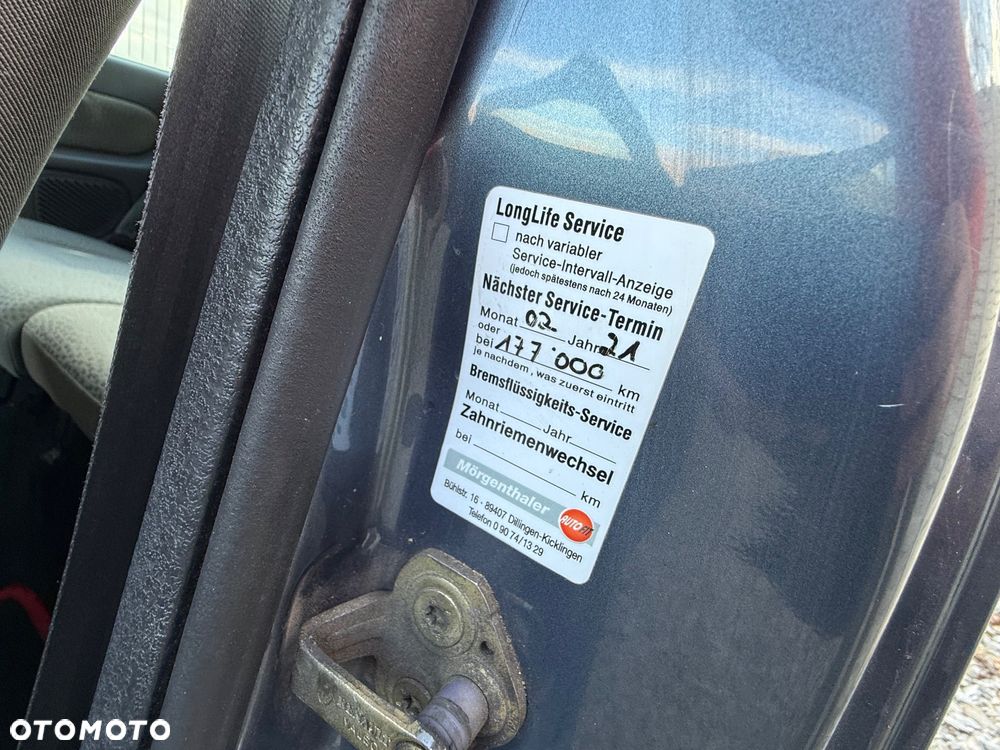 LongLife Service
nach variabler
Service-Intervall-Anzeige
(jedoch spätestens nach 24 Monaten)
Nächster Service-Termin
Monat 02 Jahr 21
oder
bei 177.000 km
je nachdem, was zuerst eintritt
Bremsflüssigkeits-Service
Monat Jahr
Zahnriemenwechsel
bei km
Mörgenthaler
AUTOFIT
Bühlstr. 16 · 89407 Dillingen-Kicklingen
Telefon 0 90 74/13 29
OTOMOTO